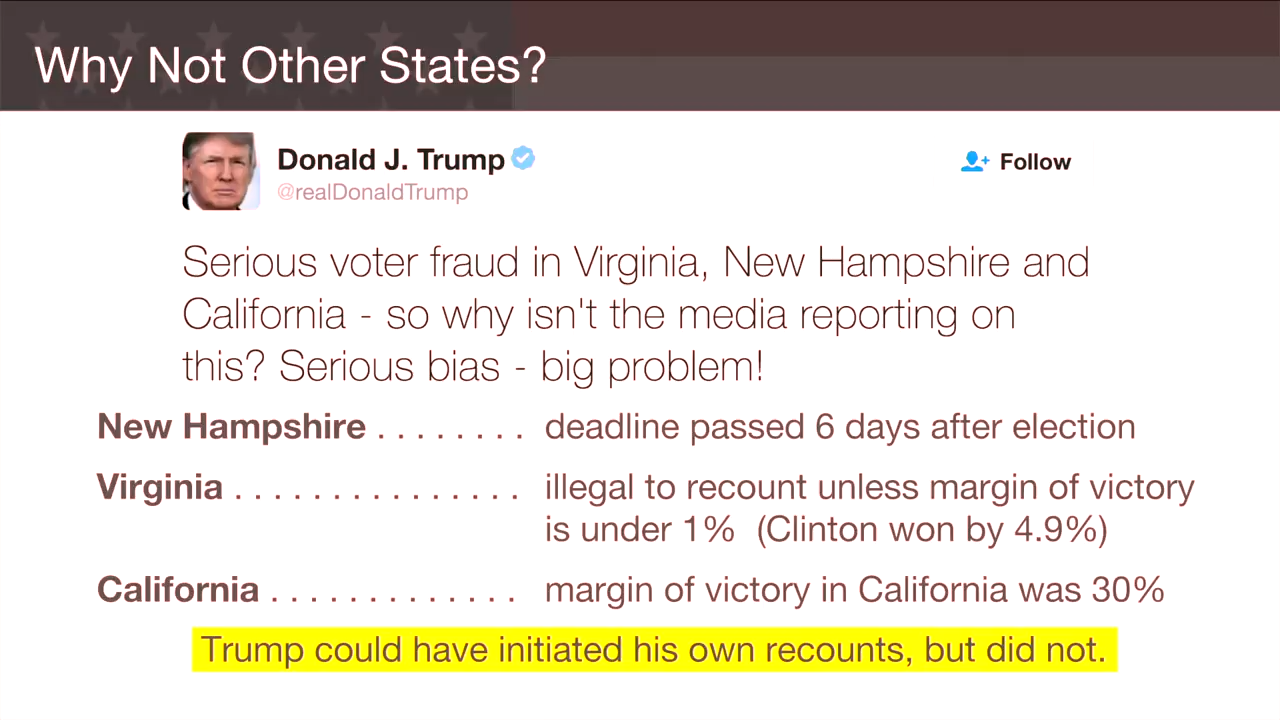 Why Not Other States?
Donald J. Trump
Follow
@realDonaldTrump
Serious voter fraud in Virginia, New Hampshire and
California - so why isn't the media reporting on
this? Serious bias - big problem!
New Hampshire . . . . . . . . deadline passed 6 days after election
Virginia . . . . . . . . . . . . . . . illegal to recount unless margin of victory
is under 1% (Clinton won by 4.9%)
California . . . . . . . . . . . . . margin of victory in California was 30%
Trump could have initiated his own recounts, but did not.